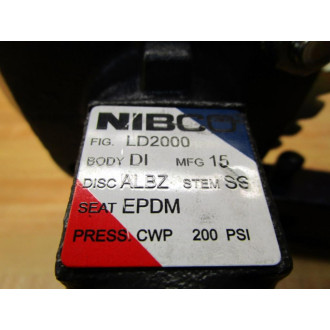 NIBCO
FIG. LD2000
BODY DI MFG 15
DISC ALBZ STEM SS
SEAT EPDM
PRESS. CWP 200 PSI